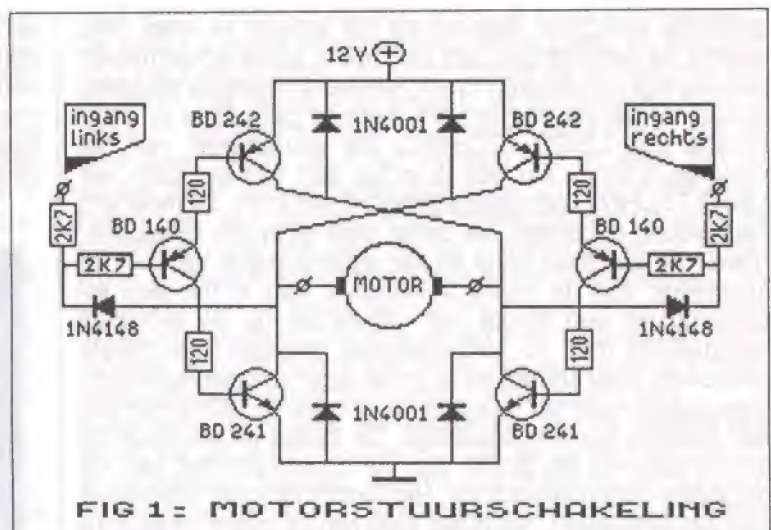 12V
ingang
links
BD 242
1N4001
BD 242
ingang
rechts
120
120
2K7
BD 140
BD 140
2K7
2K7
2K7
MOTOR
1N4148
1N4148
120
120
1N4001
BD 241
BD 241
FIG 1: MOTORSTUURSCHAKELING